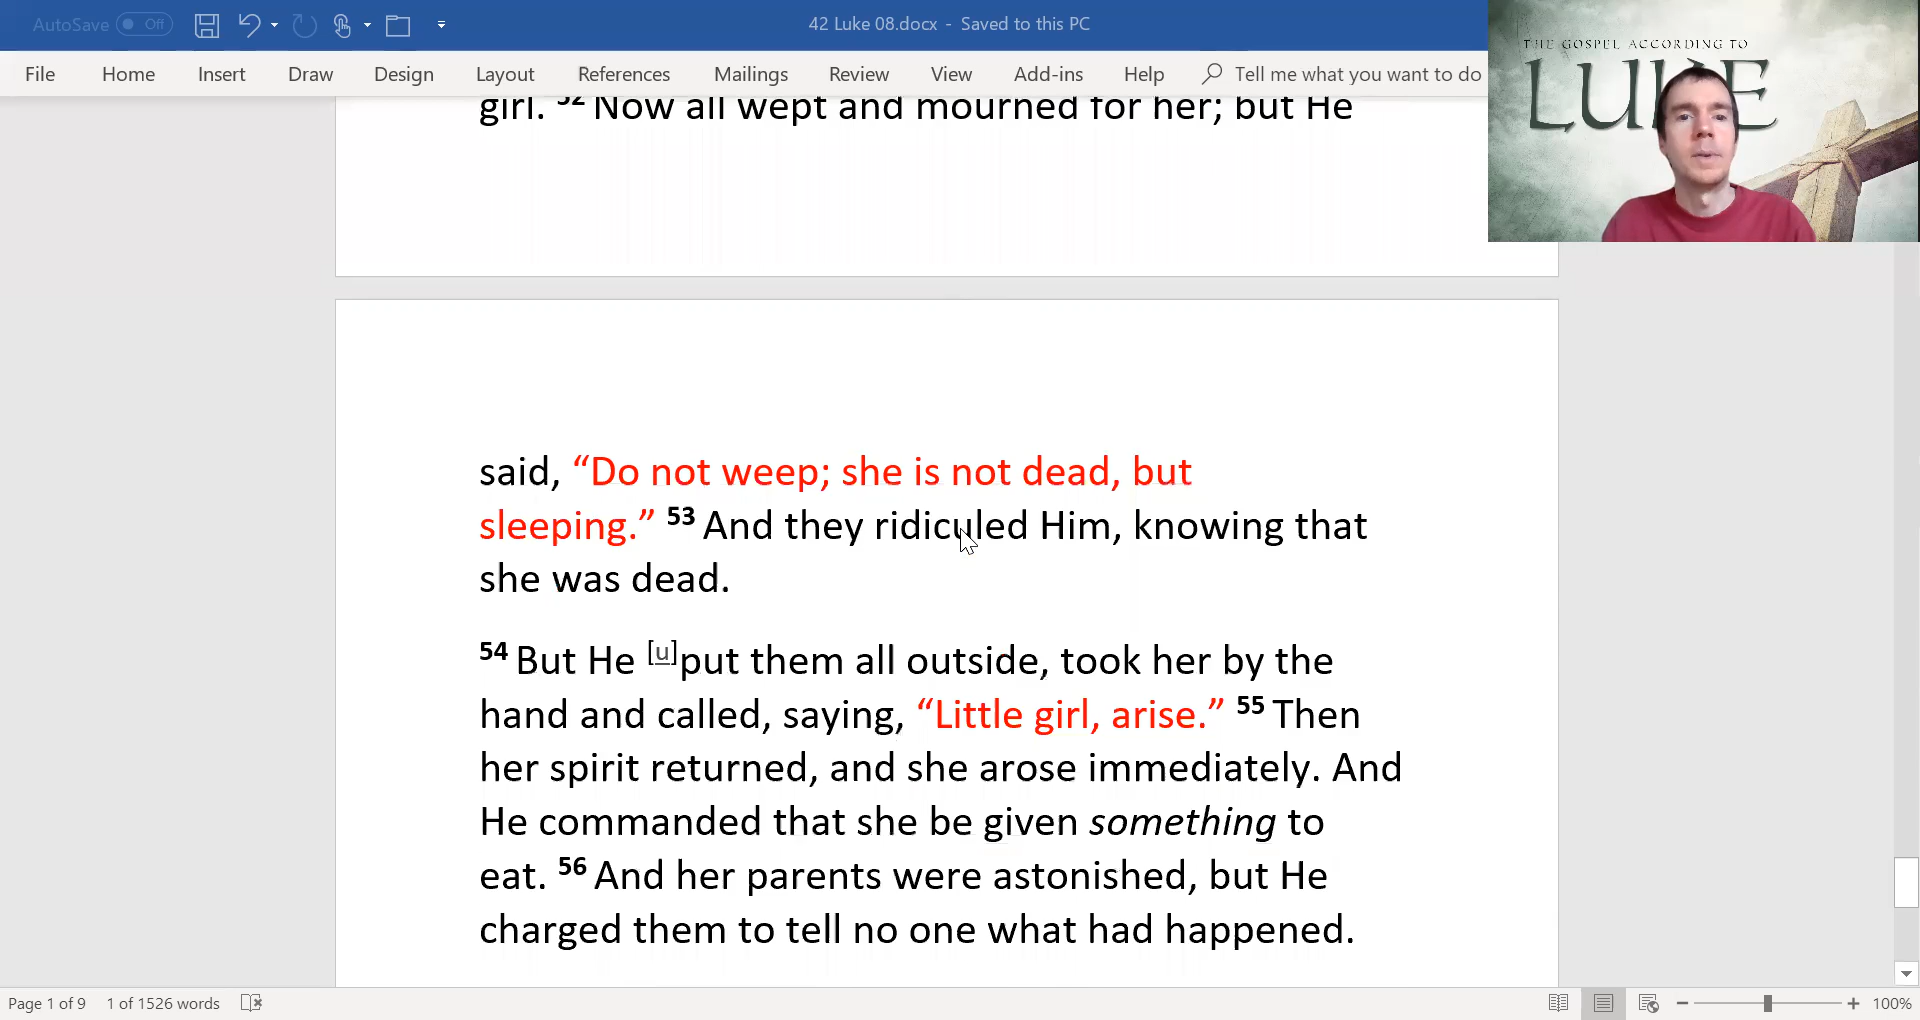 AutoSave Off
42 Luke 08.docx - Saved to this PC
File Home Insert Draw Design Layout References Mailings Review View Add-ins Help Tell me what you want to do
THE GOSPEL ACCORDING TO
LUKE
girl. 52 Now all wept and mourned for her; but He
said, “Do not weep; she is not dead, but
sleeping.” 53 And they ridiculed Him, knowing that
she was dead.
54 But He [u]put them all outside, took her by the
hand and called, saying, “Little girl, arise.” 55 Then
her spirit returned, and she arose immediately. And
He commanded that she be given something to
eat. 56 And her parents were astonished, but He
charged them to tell no one what had happened.
Page 1 of 9 1 of 1526 words 100%